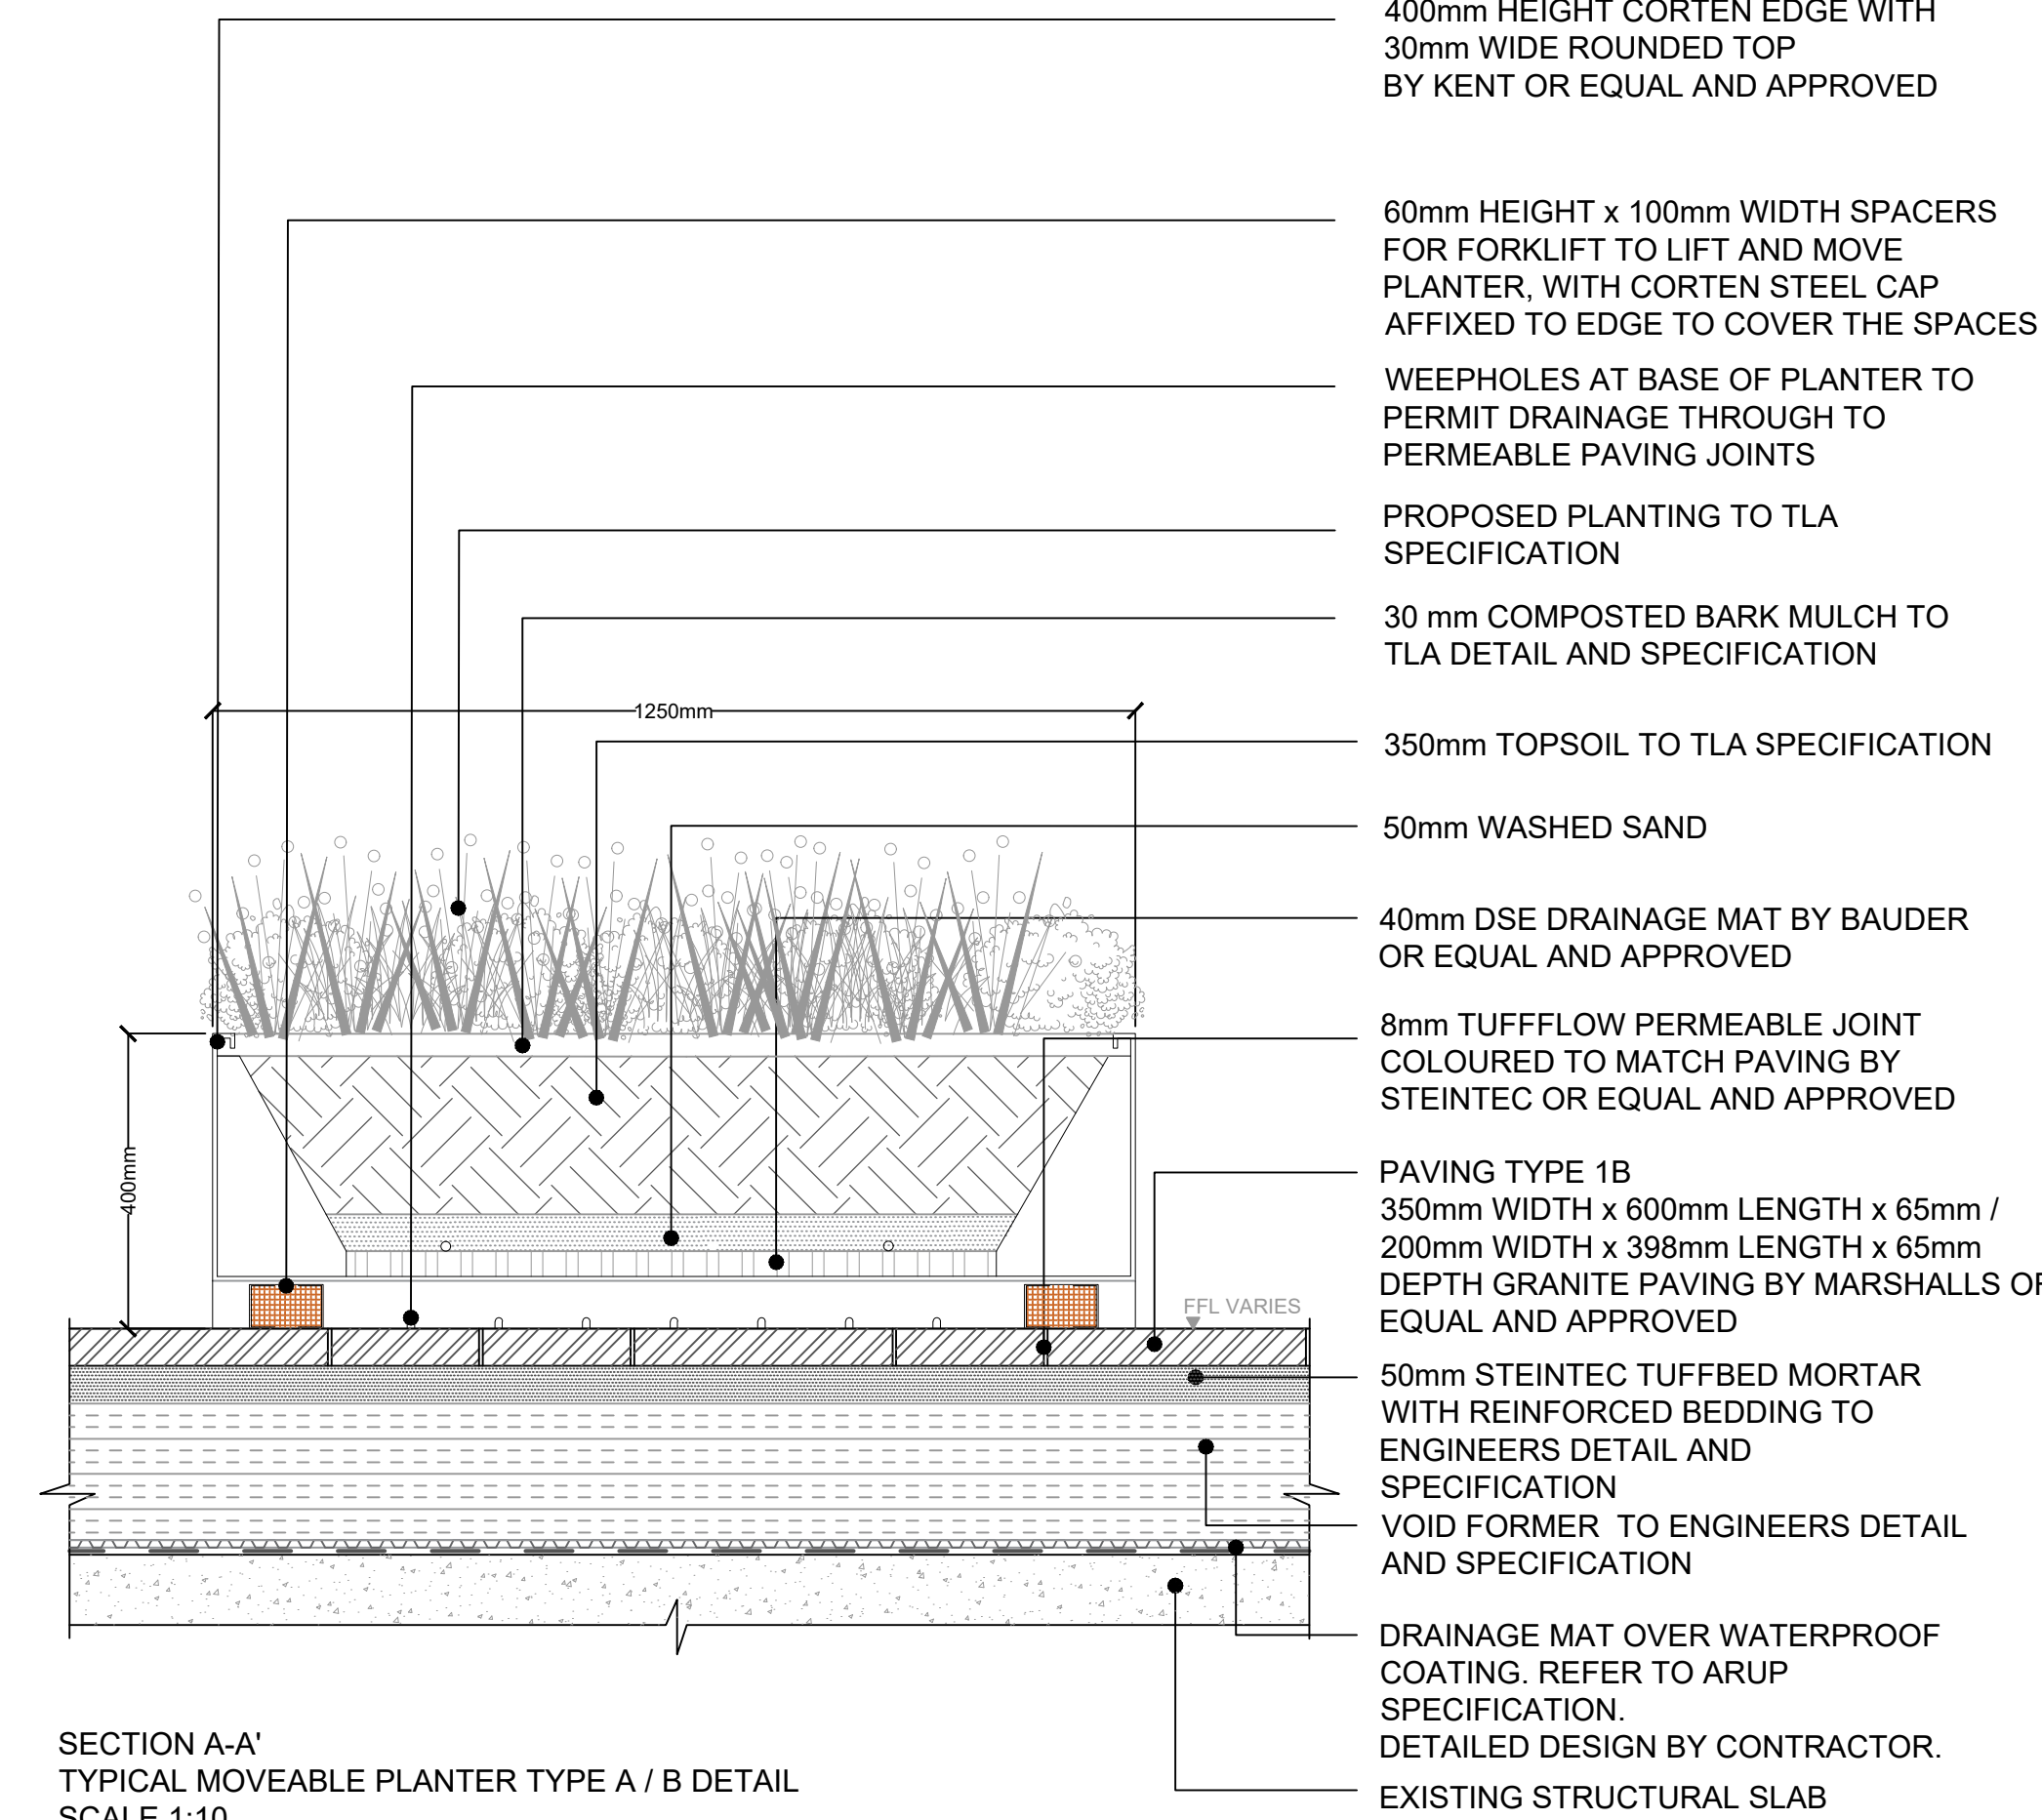 400mm HEIGHT CORTEN EDGE WITH
30mm WIDE ROUNDED TOP
BY KENT OR EQUAL AND APPROVED
60mm HEIGHT x 100mm WIDTH SPACERS
FOR FORKLIFT TO LIFT AND MOVE
PLANTER, WITH CORTEN STEEL CAP
AFFIXED TO EDGE TO COVER THE SPACES
WEEPHOLES AT BASE OF PLANTER TO
PERMIT DRAINAGE THROUGH TO
PERMEABLE PAVING JOINTS
PROPOSED PLANTING TO TLA
SPECIFICATION
30 mm COMPOSTED BARK MULCH TO
TLA DETAIL AND SPECIFICATION
1250mm
350mm TOPSOIL TO TLA SPECIFICATION
50mm WASHED SAND
40mm DSE DRAINAGE MAT BY BAUDER
OR EQUAL AND APPROVED
8mm TUFFFLOW PERMEABLE JOINT
COLOURED TO MATCH PAVING BY
STEINTEC OR EQUAL AND APPROVED
400mm
PAVING TYPE 1B
350mm WIDTH x 600mm LENGTH x 65mm /
200mm WIDTH x 398mm LENGTH x 65mm
DEPTH GRANITE PAVING BY MARSHALLS OR
EQUAL AND APPROVED
FFL VARIES
50mm STEINTEC TUFFBED MORTAR
WITH REINFORCED BEDDING TO
ENGINEERS DETAIL AND
SPECIFICATION
VOID FORMER TO ENGINEERS DETAIL
AND SPECIFICATION
DRAINAGE MAT OVER WATERPROOF
COATING. REFER TO ARUP
SPECIFICATION.
DETAILED DESIGN BY CONTRACTOR.
EXISTING STRUCTURAL SLAB
SECTION A-A'
TYPICAL MOVEABLE PLANTER TYPE A / B DETAIL
SCALE 1:10